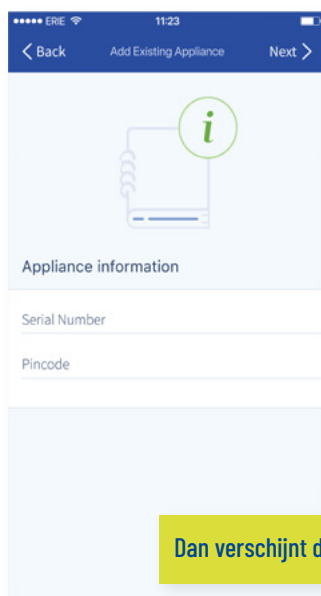 ERIE 11:23
Back Add Existing Appliance Next
i
Appliance information
Serial Number
Pincode
Dan verschijnt d